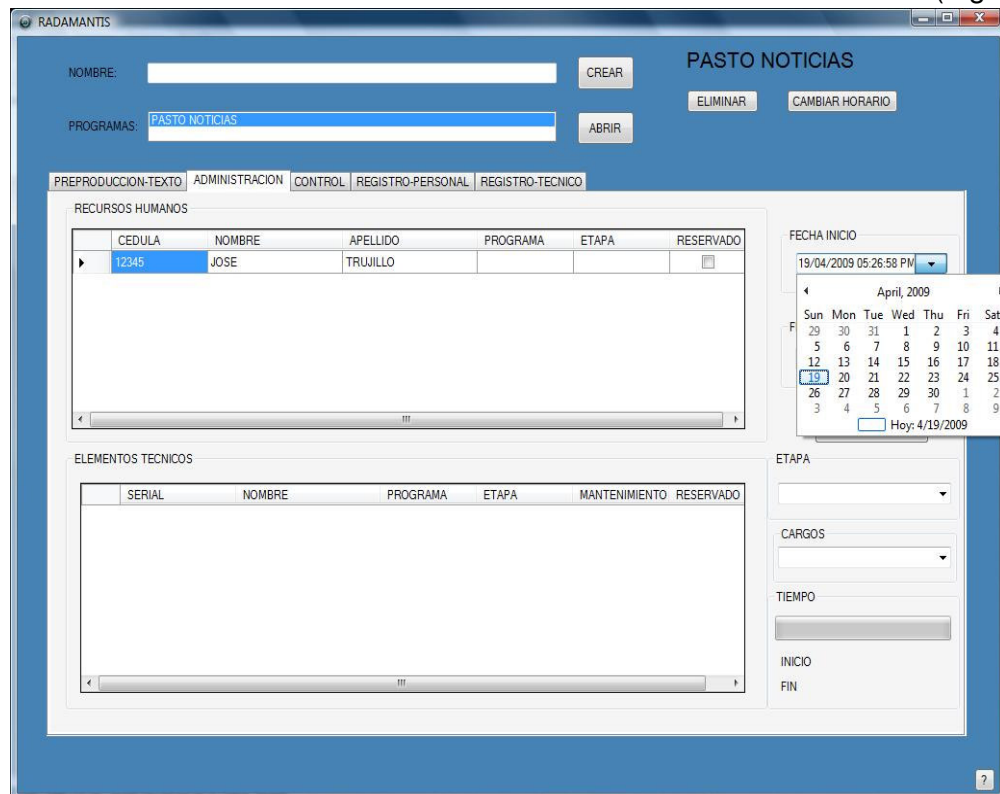 RADAMANTIS
NOMBRE: CREAR
PASTO NOTICIAS
ELIMINAR CAMBIAR HORARIO
PROGRAMAS: PASTO NOTICIAS ABRIR
PREPRODUCCION-TEXTO ADMINISTRACION CONTROL REGISTRO-PERSONAL REGISTRO-TECNICO
RECURSOS HUMANOS
CEDULA NOMBRE APELLIDO PROGRAMA ETAPA RESERVADO
12345 JOSE TRUJILLO
FECHA INICIO
19/04/2009 05:26:58 PM
April, 2009
Sun Mon Tue Wed Thu Fri Sat
29 30 31 1 2 3 4
5 6 7 8 9 10 11
12 13 14 15 16 17 18
19 20 21 22 23 24 25
26 27 28 29 30 1 2
3 4 5 6 7 8 9
Hoy: 4/19/2009
ELEMENTOS TECNICOS
SERIAL NOMBRE PROGRAMA ETAPA MANTENIMIENTO RESERVADO
ETAPA
CARGOS
TIEMPO
INICIO
FIN
?